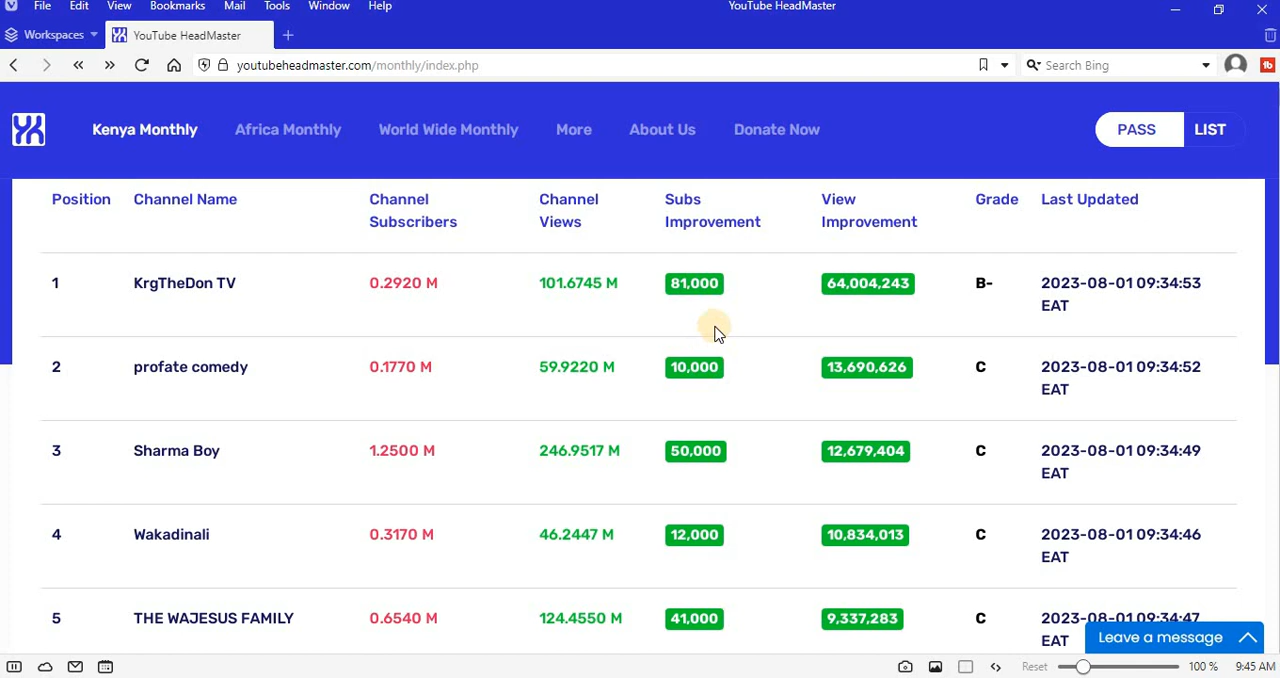 File Edit View Bookmarks Mail Tools Window Help YouTube HeadMaster
Workspaces YouTube HeadMaster
youtubeheadmaster.com/monthly/index.php Search Bing
Kenya Monthly Africa Monthly World Wide Monthly More About Us Donate Now PASS LIST
Position Channel Name Channel Subscribers Channel Views Subs Improvement View Improvement Grade Last Updated
1 KrgTheDon TV 0.2920 M 101.6745 M 81,000 64,004,243 B- 2023-08-01 09:34:53
EAT
2 profate comedy 0.1770 M 59.9220 M 10,000 13,690,626 C 2023-08-01 09:34:52
EAT
3 Sharma Boy 1.2500 M 246.9517 M 50,000 12,679,404 C 2023-08-01 09:34:49
EAT
4 Wakadinali 0.3170 M 46.2447 M 12,000 10,834,013 C 2023-08-01 09:34:46
EAT
5 THE WAJESUS FAMILY 0.6540 M 124.4550 M 41,000 9,337,283 C 2023-08-01 09:34:47
EAT
Leave a message
Reset 100 % 9:45 AM